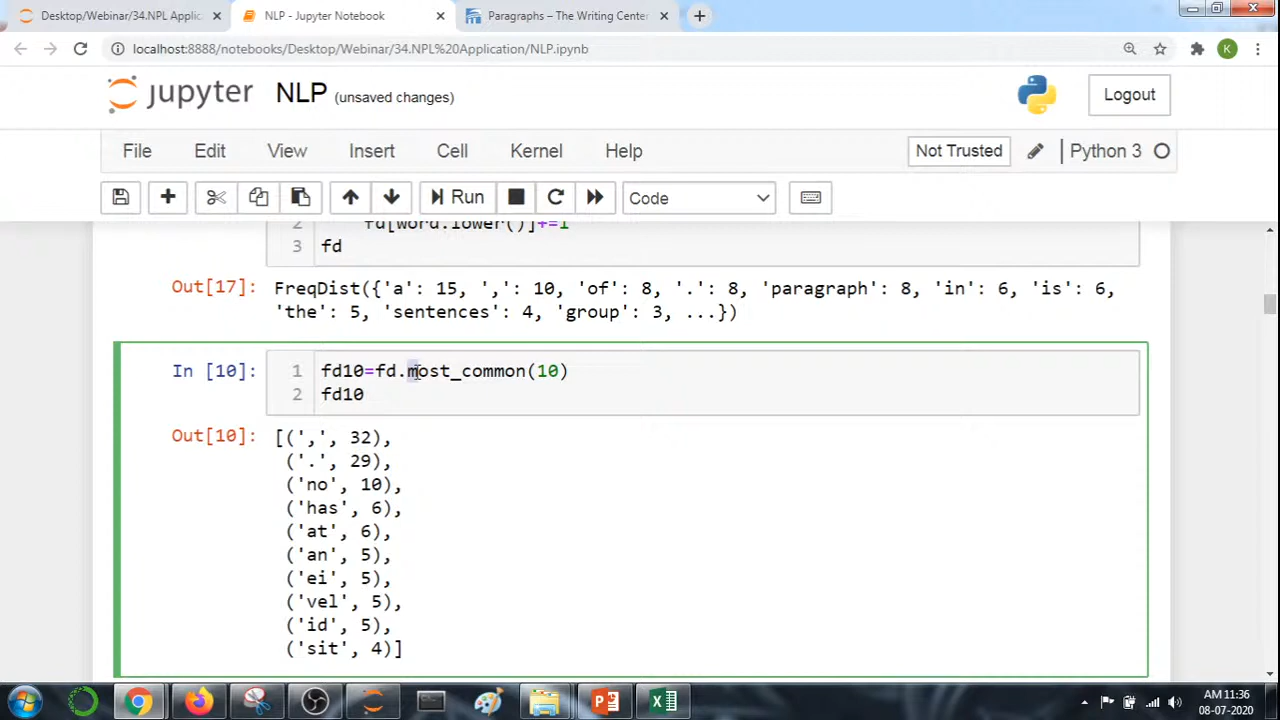 Desktop/Webinar/34.NPL Applic
NLP - Jupyter Notebook
Paragraphs – The Writing Center
localhost:8888/notebooks/Desktop/Webinar/34.NPL%20Application/NLP.ipynb
K
jupyter NLP (unsaved changes)
Logout
File Edit View Insert Cell Kernel Help
Not Trusted Python 3
Run
Code
2 fd[word.lower()]+=1
3 fd
Out[17]: FreqDist({'a': 15, ',': 10, 'of': 8, '.': 8, 'paragraph': 8, 'in': 6, 'is': 6,
'the': 5, 'sentences': 4, 'group': 3, ...})
In [10]: 1 fd10=fd.most_common(10)
2 fd10
Out[10]: [(',', 32),
('.', 29),
('no', 10),
('has', 6),
('at', 6),
('an', 5),
('ei', 5),
('vel', 5),
('id', 5),
('sit', 4)]
AM 11:36
08-07-2020